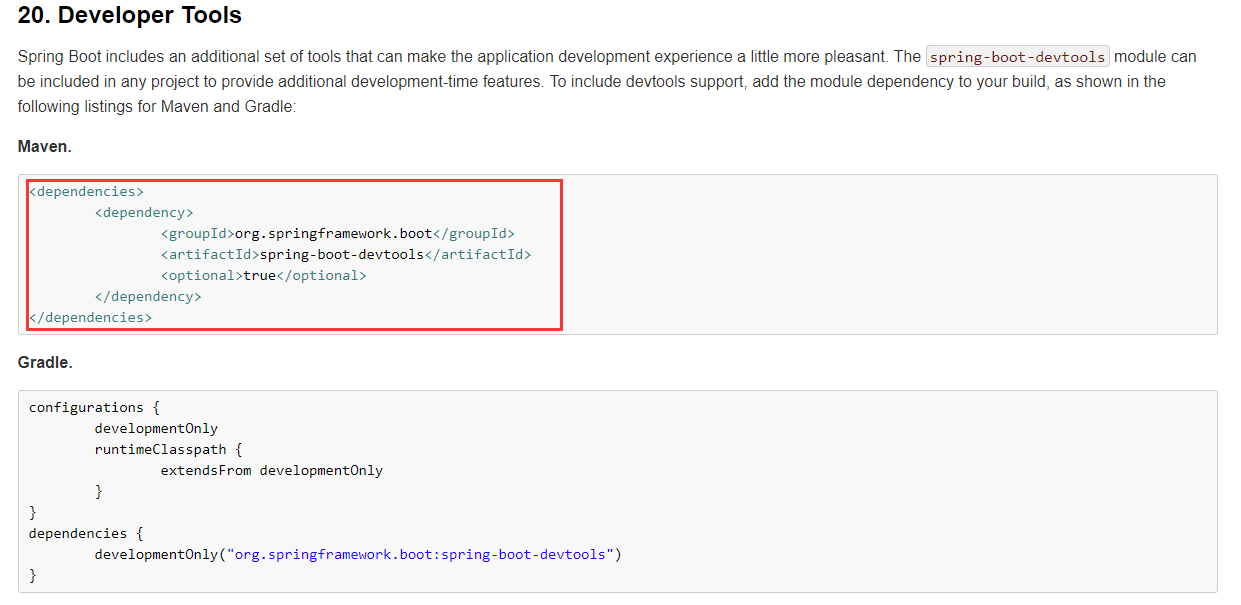 20. Developer Tools
Spring Boot includes an additional set of tools that can make the application development experience a little more pleasant. The spring-boot-devtools module can
be included in any project to provide additional development-time features. To include devtools support, add the module dependency to your build, as shown in the
following listings for Maven and Gradle:
Maven.
<dependencies>
        <dependency>
                <groupId>org.springframework.boot</groupId>
                <artifactId>spring-boot-devtools</artifactId>
                <optional>true</optional>
        </dependency>
</dependencies>
Gradle.
configurations {
        developmentOnly
        runtimeClasspath {
                extendsFrom developmentOnly
        }
}
dependencies {
        developmentOnly("org.springframework.boot:spring-boot-devtools")
}